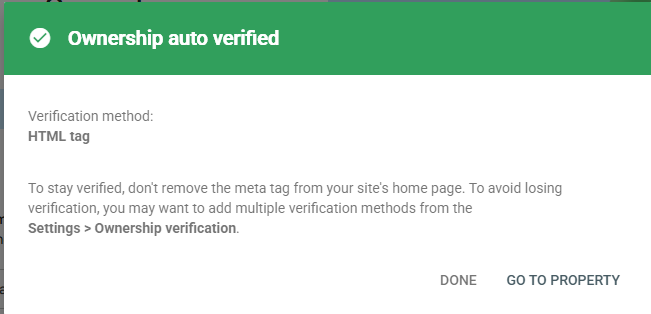 Ownership auto verified
Verification method:
HTML tag
To stay verified, don't remove the meta tag from your site's home page. To avoid losing
verification, you may want to add multiple verification methods from the
Settings > Ownership verification.
DONE GO TO PROPERTY